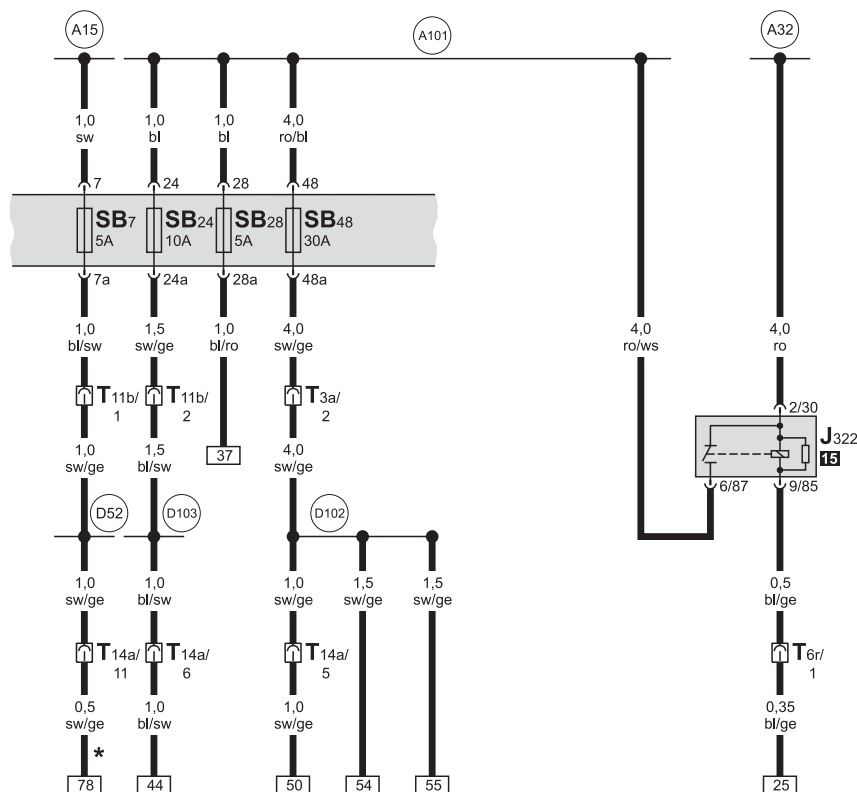 A15 A101 A32
1,0 1,0 1,0 4,0
sw bl bl ro/bl
7 24 28 48
SB7 SB24 SB28 SB48
5A 10A 5A 30A
7a 24a 28a 48a
1,0 1,5 1,0 4,0 4,0 4,0
bl/sw sw/ge bl/ro sw/ge ro/ws ro
T11b/ T11b/ T3a/
1 2 2
2/30
J322
1,0 1,5 4,0
sw/ge bl/sw sw/ge
37
15
6/87 9/85
D52 D103 D102
1,0 1,0 1,0 1,5 1,5 0,5
sw/ge bl/sw sw/ge sw/ge sw/ge bl/ge
T14a/ T14a/ T14a/ T6r/
11 6 5 1
0,5 1,0 1,0 0,35
sw/ge bl/sw sw/ge bl/ge
*
78 44 50 54 55 25